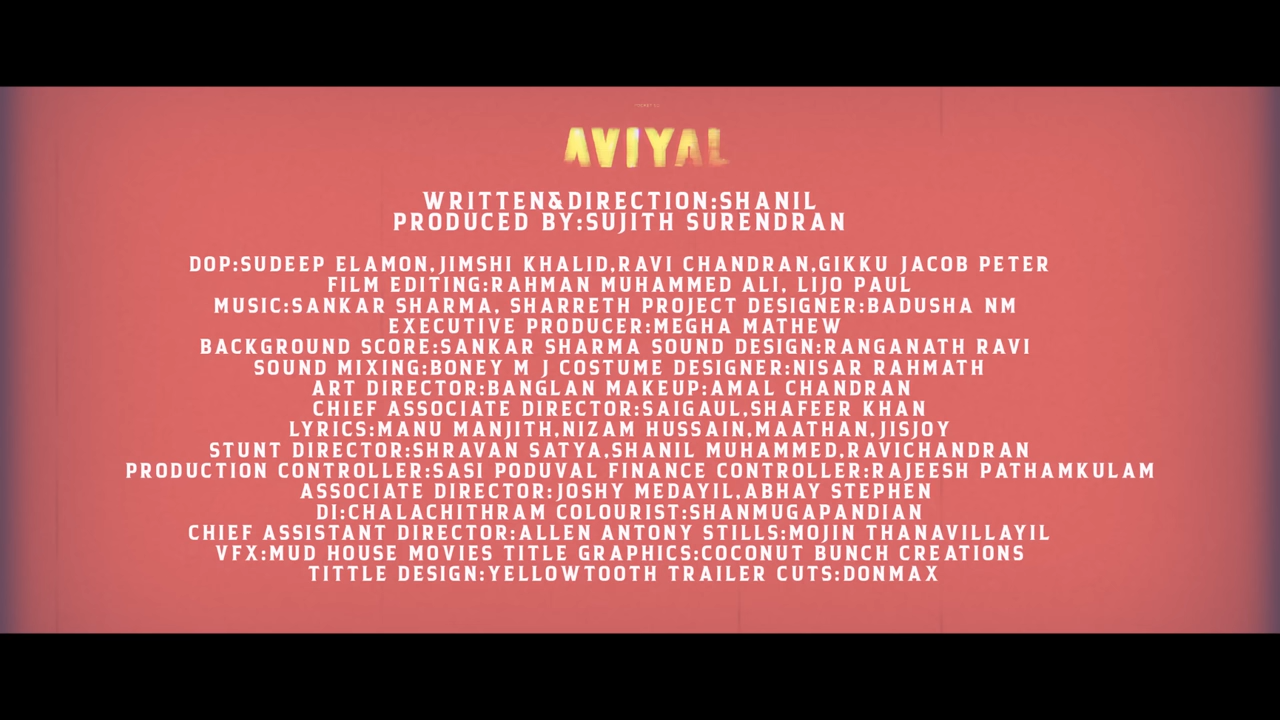 AVIYAL
WRITTEN&DIRECTION:SHANIL
PRODUCED BY:SUJITH SURENDRAN
DOP:SUDEEP ELAMON,JIMSHI KHALID,RAVI CHANDRAN,GIKKU JACOB PETER
FILM EDITING:RAHMAN MUHAMMED ALI, LIJO PAUL
MUSIC:SANKAR SHARMA, SHARRETH PROJECT DESIGNER:BADUSHA NM
EXECUTIVE PRODUCER:MEGHA MATHEW
BACKGROUND SCORE:SANKAR SHARMA SOUND DESIGN:RANGANATH RAVI
SOUND MIXING:BONEY M J COSTUME DESIGNER:NISAR RAHMATH
ART DIRECTOR:BANGLAN MAKEUP:AMAL CHANDRAN
CHIEF ASSOCIATE DIRECTOR:SAIGAUL,SHAFEER KHAN
LYRICS:MANU MANJITH,NIZAM HUSSAIN,MAATHAN,JISJOY
STUNT DIRECTOR:SHRAVAN SATYA,SHANIL MUHAMMED,RAVICHANDRAN
PRODUCTION CONTROLLER:SASI PODUVAL FINANCE CONTROLLER:RAJEESH PATHAMKULAM
ASSOCIATE DIRECTOR:JOSHY MEDAYIL,ABHAY STEPHEN
DI:CHALACHITHRAM COLOURIST:SHANMUGAPANDIAN
CHIEF ASSISTANT DIRECTOR:ALLEN ANTONY STILLS:MOJIN THANAVILLAYIL
VFX:MUD HOUSE MOVIES TITLE GRAPHICS:COCONUT BUNCH CREATIONS
TITTLE DESIGN:YELLOWTOOTH TRAILER CUTS:DONMAX